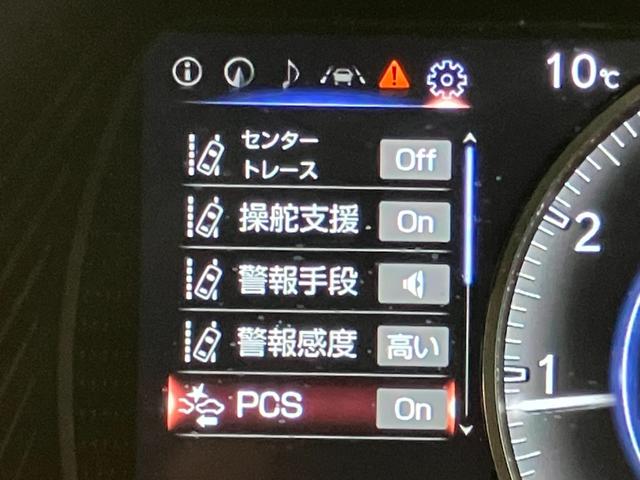 10℃
センター
トレース
Off
操舵支援 On
警報手段
警報感度 高い
PCS On
2
1